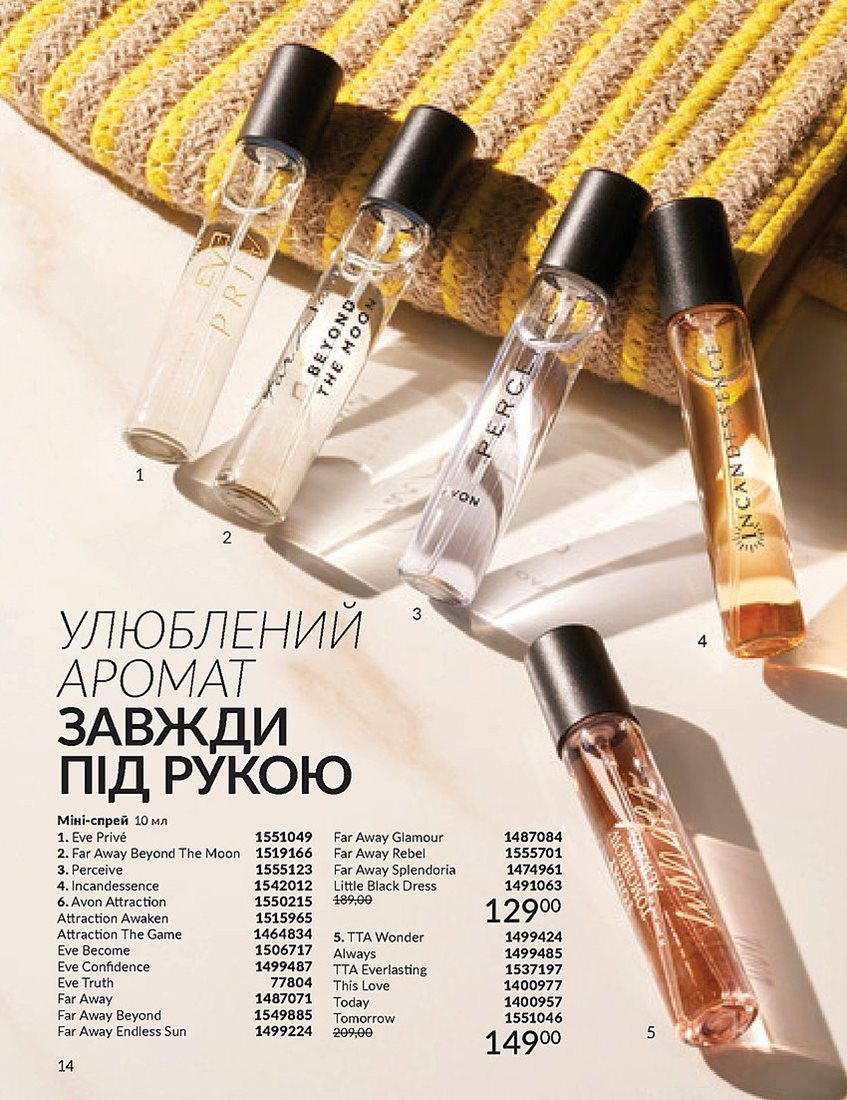 EVE
PRIV
BEYOND
THE MOON
PERCE
AVON
INCANDESSENCE
1
2
3
4
5
УЛЮБЛЕНИЙ
АРОМАТ
ЗАВЖДИ
ПІД РУКОЮ
Міні-спрей 10 мл
1. Eve Privé 1551049
2. Far Away Beyond The Moon 1519166
3. Perceive 1555123
4. Incandessence 1542012
6. Avon Attraction 1550215
Attraction Awaken 1515965
Attraction The Game 1464834
Eve Become 1506717
Eve Confidence 1499487
Eve Truth 77804
Far Away 1487071
Far Away Beyond 1549885
Far Away Endless Sun 1499224
Far Away Glamour 1487084
Far Away Rebel 1555701
Far Away Splendoria 1474961
Little Black Dress 1491063
189,00
129⁰⁰
5. TTA Wonder 1499424
Always 1499485
TTA Everlasting 1537197
This Love 1400977
Today 1400957
Tomorrow 1551046
209,00
149⁰⁰
14